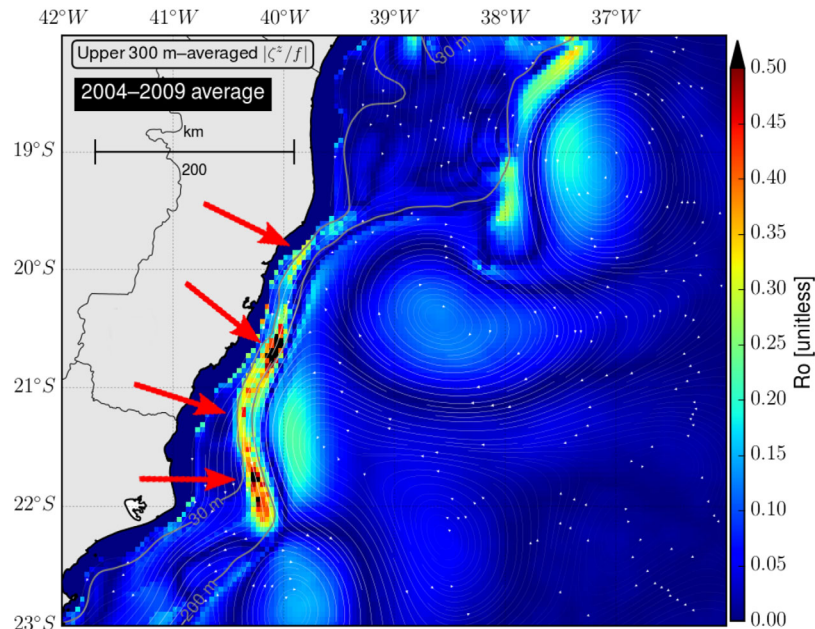 42°W 41°W 40°W 39°W 38°W 37°W
Upper 300 m–averaged |ζᶻ/f|
2004–2009 average
km
200
30 m
19°S
20°S
21°S
22°S
23°S
30 m
200 m
0.50
0.45
0.40
0.35
0.30
0.25
0.20
0.15
0.10
0.05
0.00
Ro [unitless]